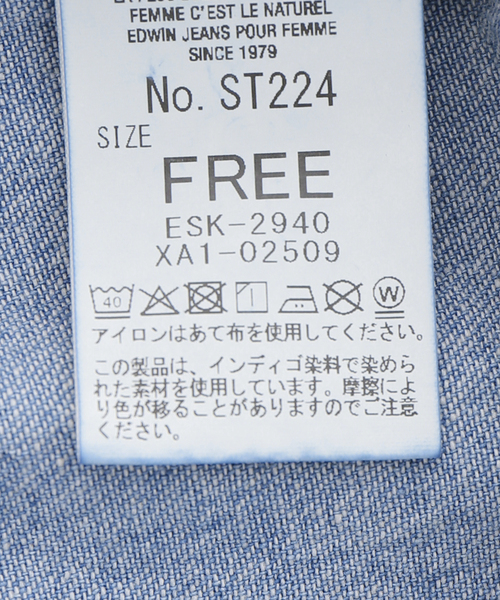 FEMME C'EST LE NATUREL
EDWIN JEANS POUR FEMME
SINCE 1979
No. ST224
SIZE
FREE
ESK-2940
XA1-02509
40 W
アイロンはあて布を使用してください。
この製品は、インディゴ染料で染めら
れた素材を使用しています。摩擦によ
り色が移ることがありますのでご注意
ください。